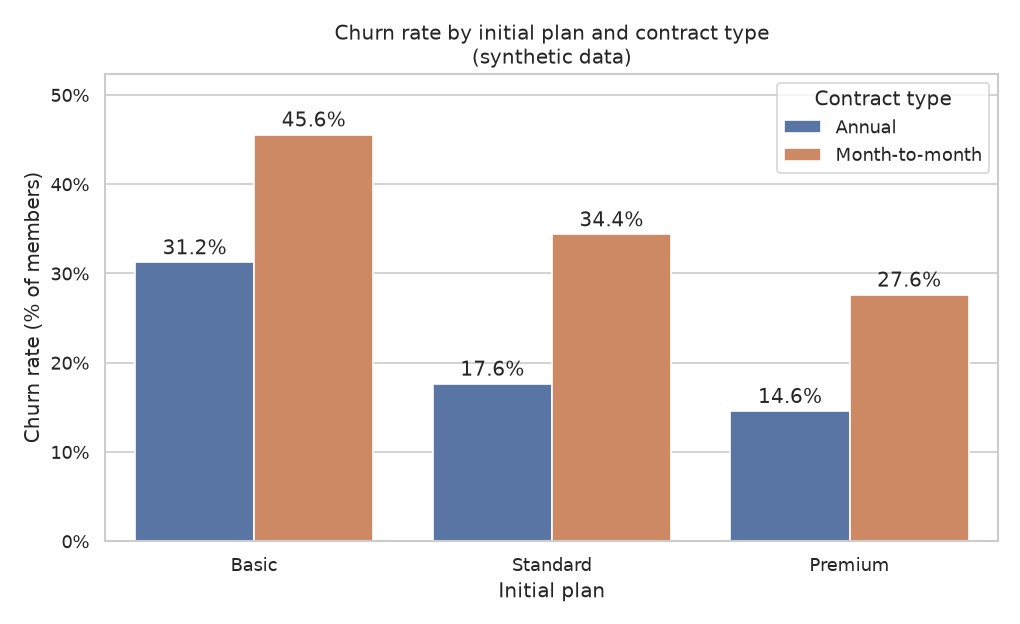 Churn rate by initial plan and contract type
(synthetic data)
Churn rate (% of members)
50%
40%
30%
20%
10%
0%
Contract type
Annual
Month-to-month
31.2%
45.6%
17.6%
34.4%
14.6%
27.6%
Basic
Standard
Premium
Initial plan